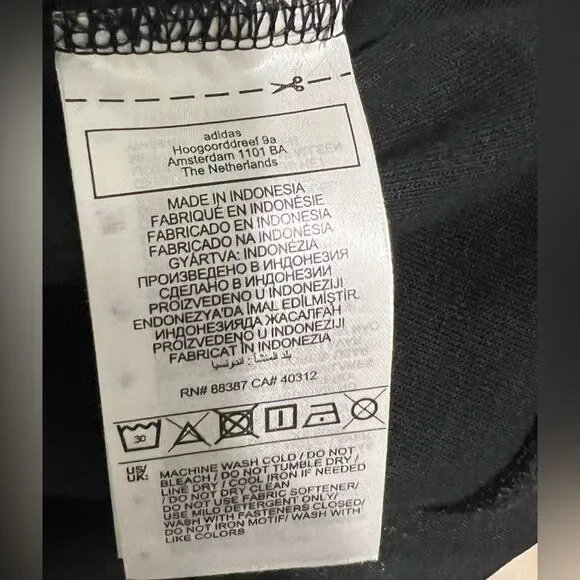 adidas
Hoogoorddreef 9a
Amsterdam 1101 BA
The Netherlands
MADE IN INDONESIA
FABRIQUÉ EN INDONÉSIE
FABRICADO EN INDONESIA
FABRICADO NA INDONÉSIA
GYÁRTVA: INDONÉZIA
ПРОИЗВЕДЕНО В ИНДОНЕЗИИ
СДЕЛАНО В ИНДОНЕЗИИ
PROIZVEDENO U INDONEZIJI
ENDONEZYA'DA İMAL EDİLMİŞTİR.
ИНДОНЕЗИЯДА ЖАСАЛҒАН
PROIZVEDENO U INDONEZIJI
FABRICAT ÎN INDONEZIA
بلد المنشأ : اندونيسيا
RN# 88387 CA# 40312
30
US/
UK:
MACHINE WASH COLD / DO NOT
BLEACH / DO NOT TUMBLE DRY /
LINE DRY / COOL IRON IF NEEDED
DO NOT DRY CLEAN
DO NOT USE FABRIC SOFTENER/
USE MILD DETERGENT ONLY/
WASH WITH FASTENERS CLOSED/
DO NOT IRON MOTIF/ WASH WITH
LIKE COLORS